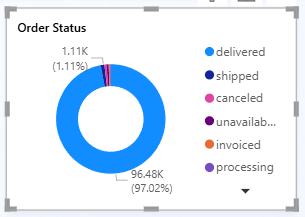 Order Status
1.11K
(1.11%)
96.48K
(97.02%)
delivered
shipped
canceled
unavailab...
invoiced
processing